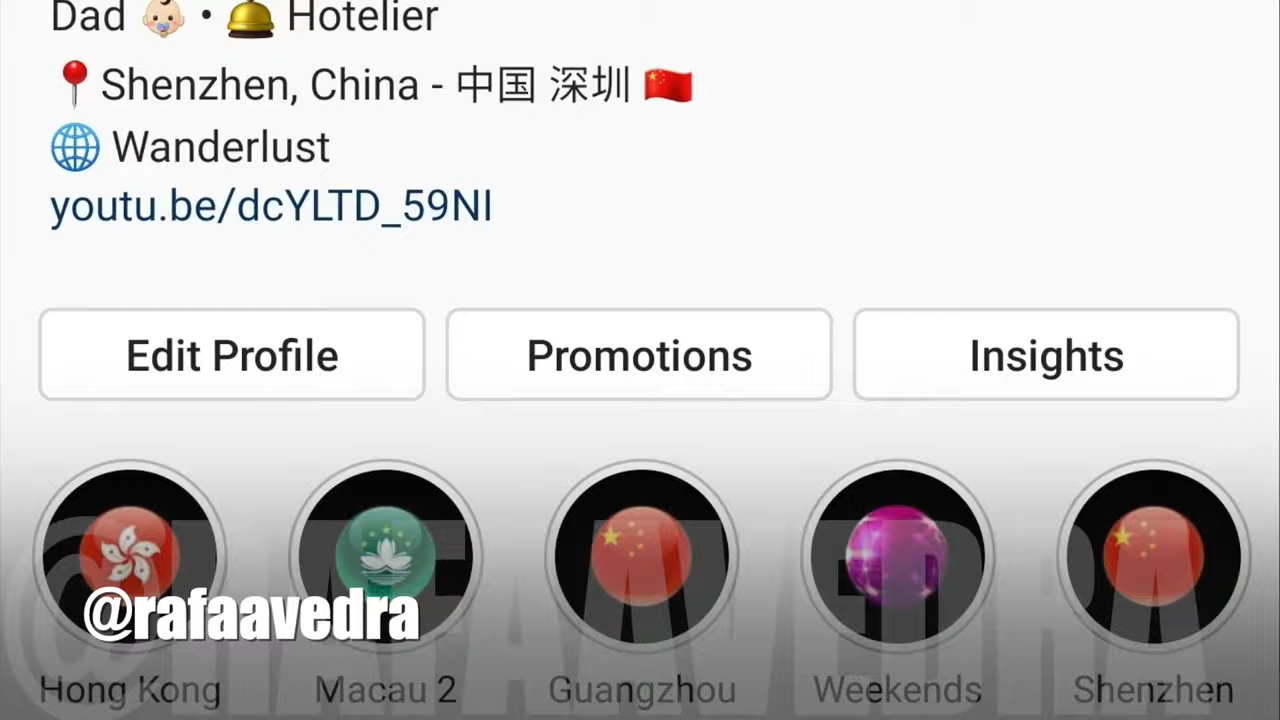 Dad 👶🏻 • 🛎️ Hotelier
📍Shenzhen, China - 中国 深圳 🇨🇳
🌐 Wanderlust
youtu.be/dcYLTD_59NI
Edit Profile Promotions Insights
@RAFAAVEDRA
@rafaavedra
Hong Kong Macau 2 Guangzhou Weekends Shenzhen